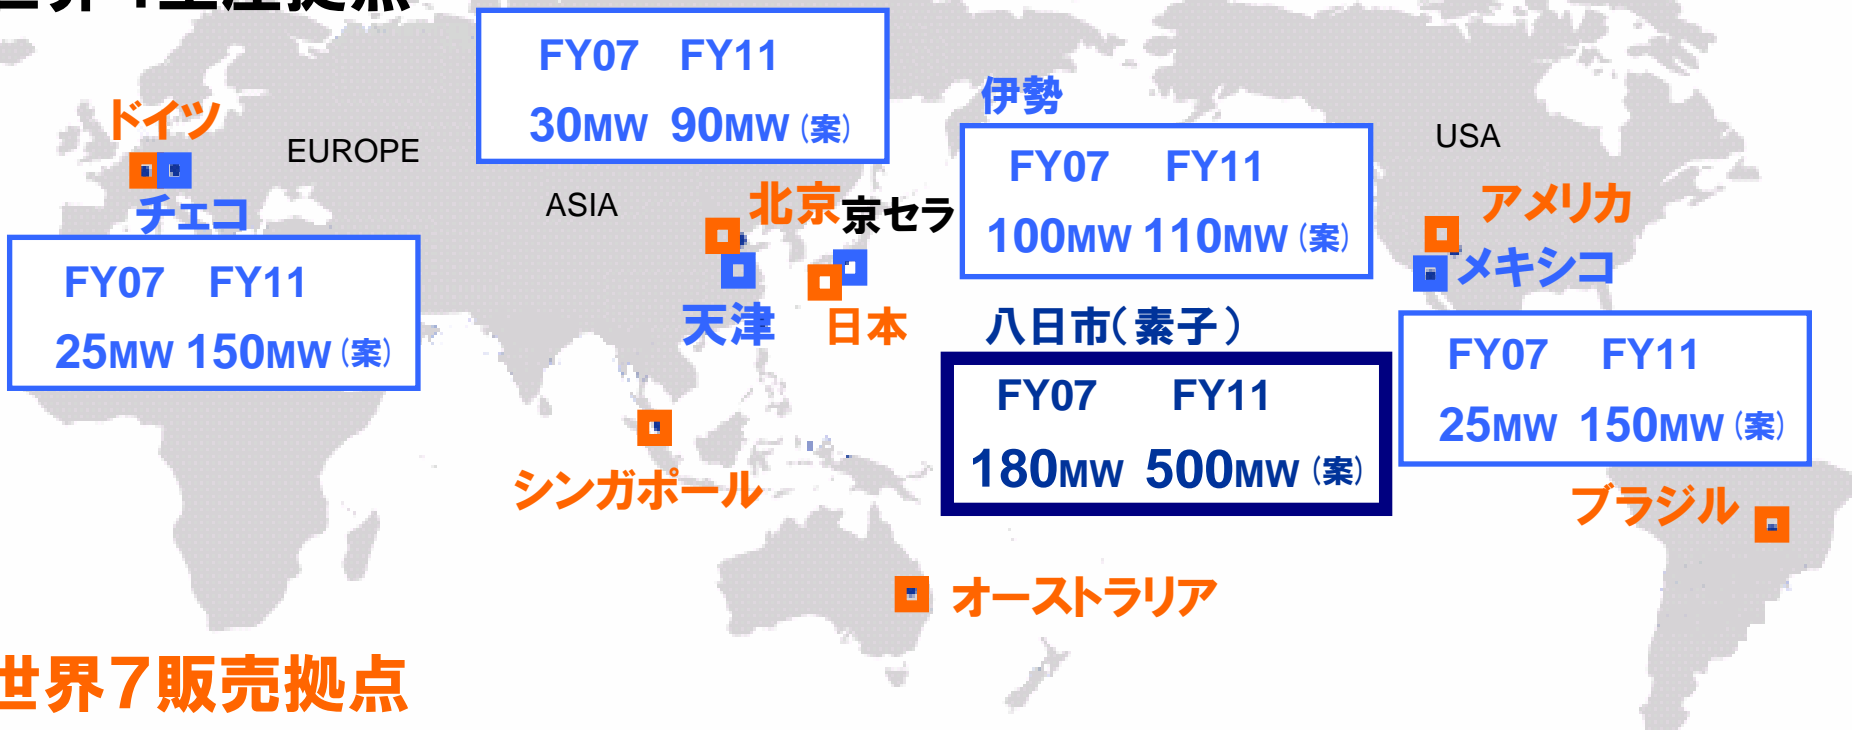 FY07 FY11
30MW 90MW (案)
ドイツ
EUROPE
チェコ
FY07 FY11
25MW 150MW (案)
ASIA
北京
京セラ
天津
日本
伊勢
FY07 FY11
100MW 110MW (案)
八日市(素子)
FY07 FY11
180MW 500MW (案)
USA
アメリカ
メキシコ
FY07 FY11
25MW 150MW (案)
シンガポール
ブラジル
オーストラリア
世界7販売拠点